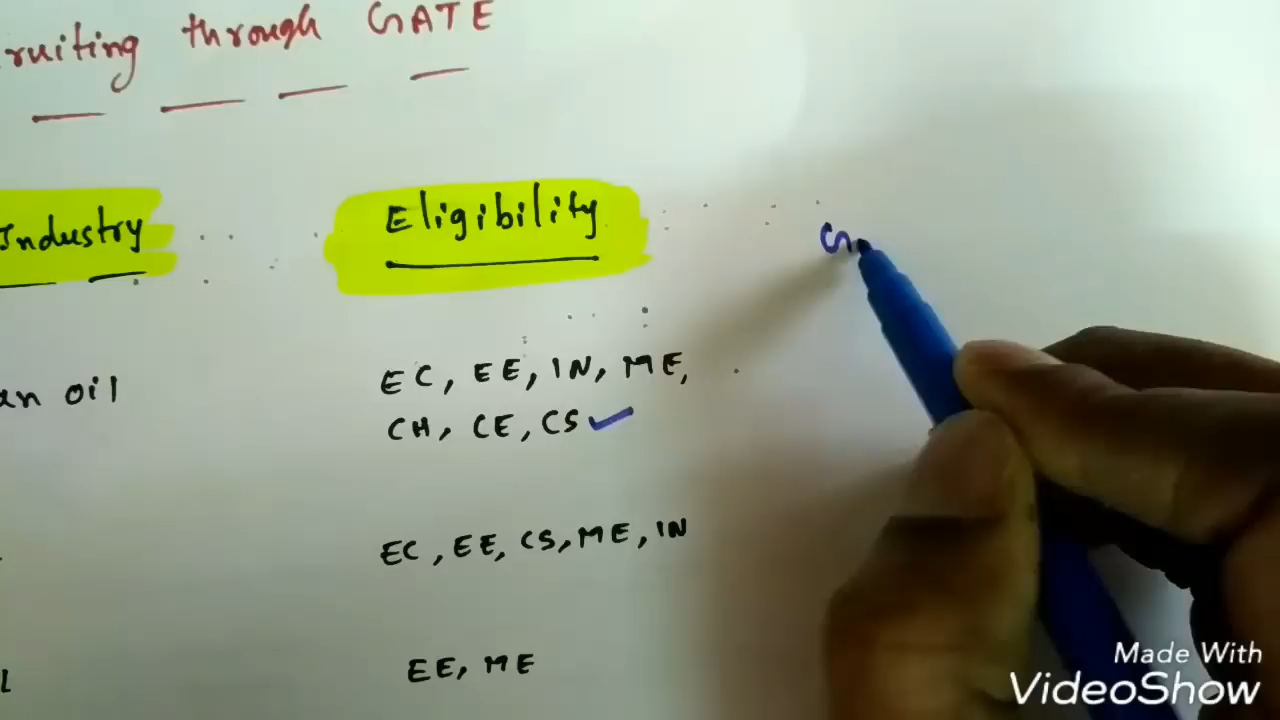 ruiting through GATE
Industry
Eligibility
G
an oil
EC, EE, IN, ME,
CH, CE, CS
EC, EE, CS, ME, IN
EE, ME
Made With
VideoShow